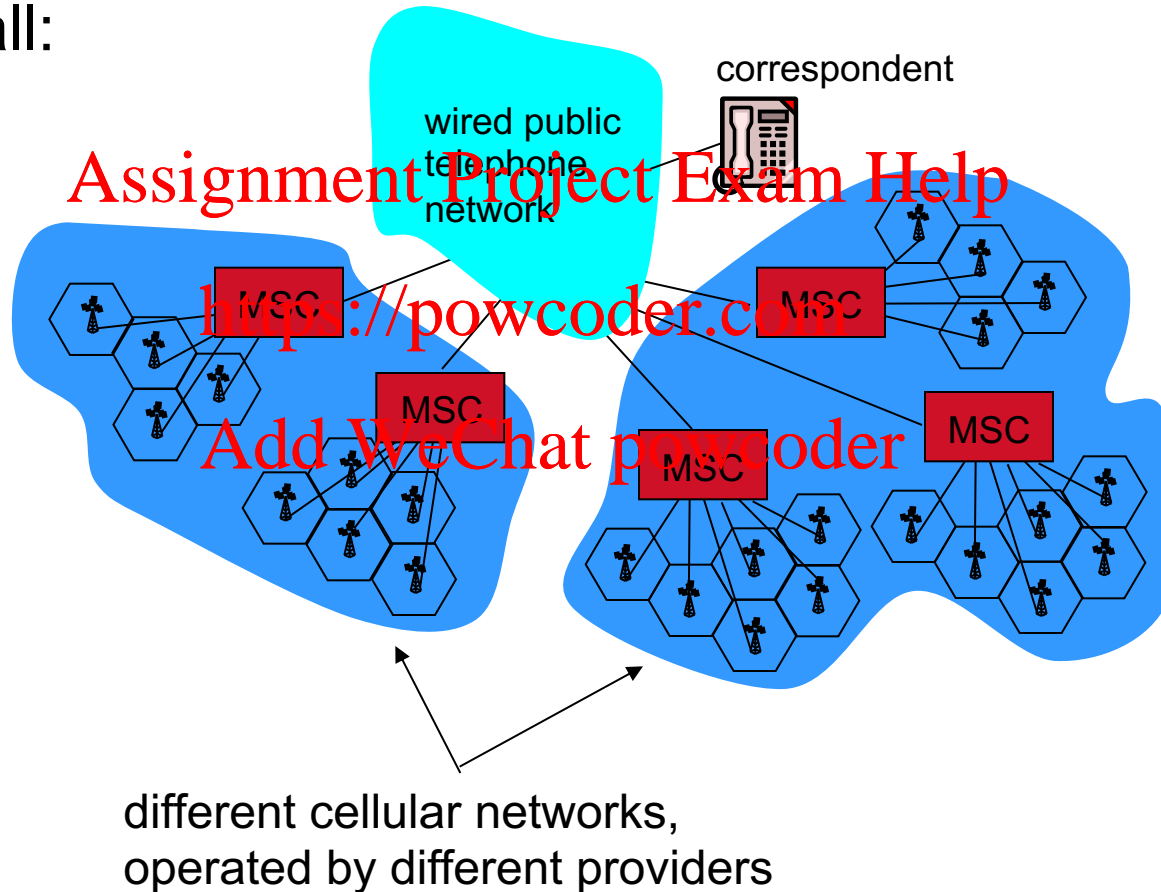 all:
correspondent
wired public
telephone
network
Assignment Project Exam Help
MSC
MSC
https://powcoder.com
MSC
MSC
MSC
Add WeChat powcoder
different cellular networks,
operated by different providers